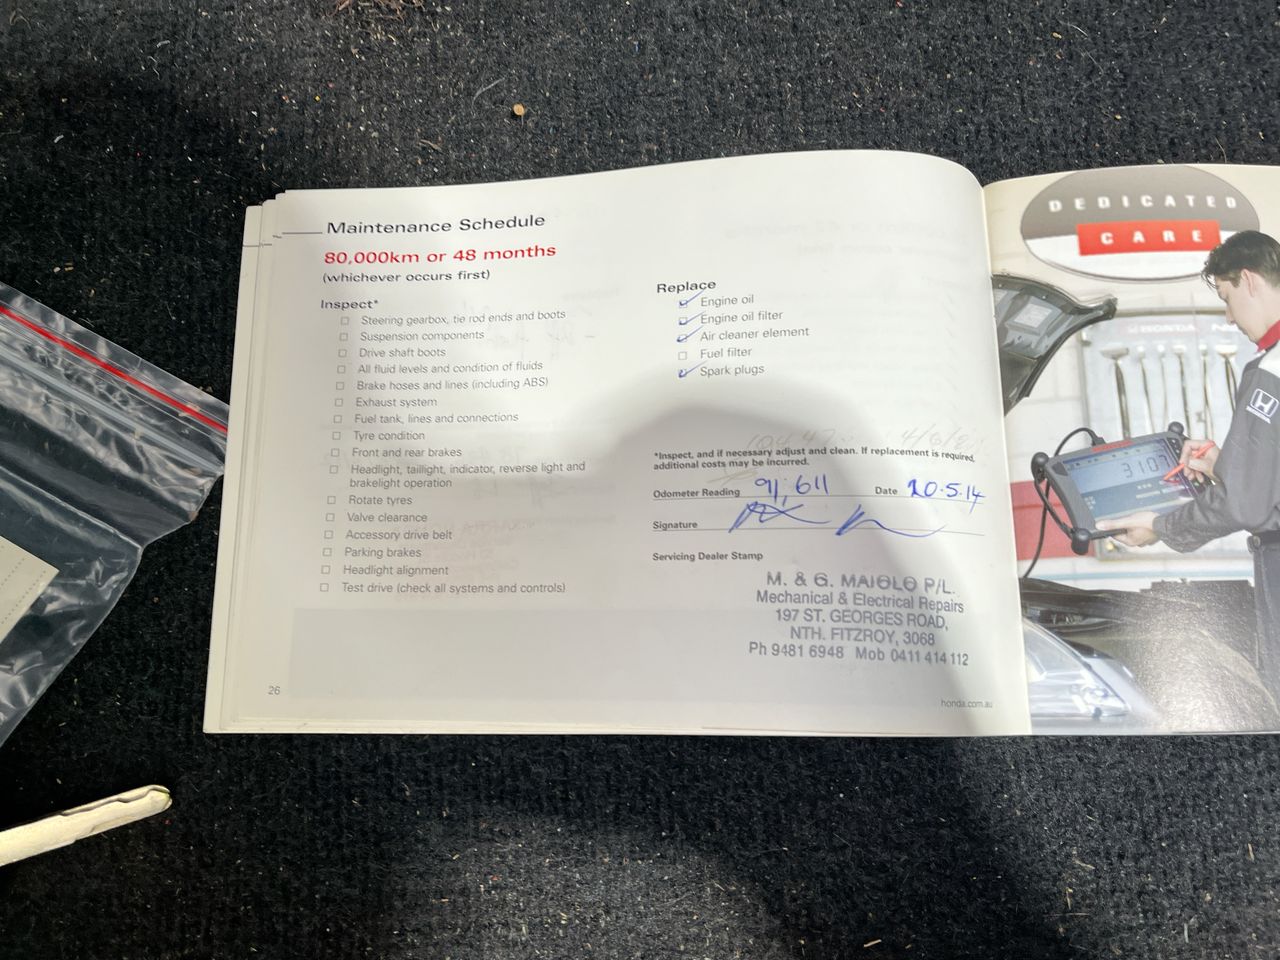 Maintenance Schedule
80,000km or 48 months
(whichever occurs first)
Inspect*
Steering gearbox, tie rod ends and boots
Suspension components
Drive shaft boots
All fluid levels and condition of fluids
Brake hoses and lines (including ABS)
Exhaust system
Fuel tank, lines and connections
Tyre condition
Front and rear brakes
Headlight, taillight, indicator, reverse light and
brakelight operation
Rotate tyres
Valve clearance
Accessory drive belt
Parking brakes
Headlight alignment
Test drive (check all systems and controls)
26
Replace
Engine oil
Engine oil filter
Air cleaner element
Fuel filter
Spark plugs
*Inspect, and if necessary adjust and clean. If replacement is required,
additional costs may be incurred.
Odometer Reading 91,611 Date 20.5.14
Signature
Servicing Dealer Stamp
M. & G. MAIOLO P/L.
Mechanical & Electrical Repairs
197 ST. GEORGES ROAD,
NTH. FITZROY, 3068
Ph 9481 6948 Mob 0411 414 112
honda.com.au
DEDICATED
CARE
HONDA
3107